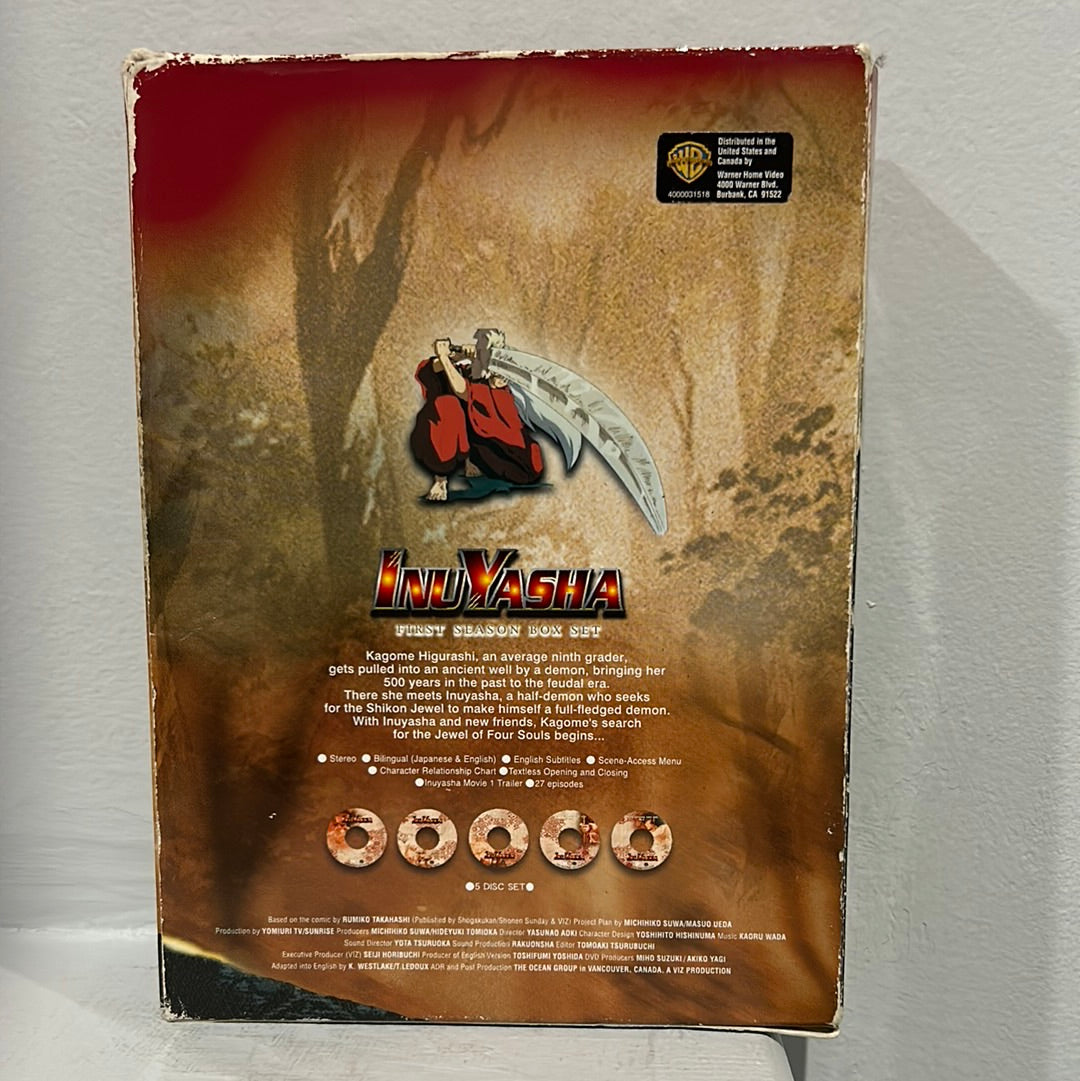 Distributed in the
United States and
Canada by
Warner Home Video
4000 Warner Blvd.
4000031518 Burbank, CA 91522
INUYASHA
FIRST SEASON BOX SET
Kagome Higurashi, an average ninth grader,
gets pulled into an ancient well by a demon, bringing her
500 years in the past to the feudal era.
There she meets Inuyasha, a half-demon who seeks
for the Shikon Jewel to make himself a full-fledged demon.
With Inuyasha and new friends, Kagome's search
for the Jewel of Four Souls begins...
● Stereo ● Bilingual (Japanese & English) ● English Subtitles ● Scene-Access Menu
● Character Relationship Chart ●Textless Opening and Closing
●Inuyasha Movie 1 Trailer ●27 episodes
●5 DISC SET●
Based on the comic by RUMIKO TAKAHASHI (Published by Shogakukan/Shonen Sunday & VIZ) Project Plan by MICHIHIKO SUWA/MASUO UEDA
Production by YOMIURI TV/SUNRISE Producers MICHIHIKO SUWA/HIDEYUKI TOMIOKA Director YASUNAO AOKI Character Design YOSHIHITO HISHINUMA Music KAORU WADA
Sound Director YOTA TSURUOKA Sound Production RAKUONSHA Editor TOMOAKI TSURUBUCHI
Executive Producer (VIZ) SEIJI HORIBUCHI Producer of English Version TOSHIFUMI YOSHIDA DVD Producers MIHO SUZUKI/AKIKO YAGI
Adapted into English by K. WESTLAKE/T.LEDOUX ADR and Post Production THE OCEAN GROUP in VANCOUVER, CANADA. A VIZ PRODUCTION